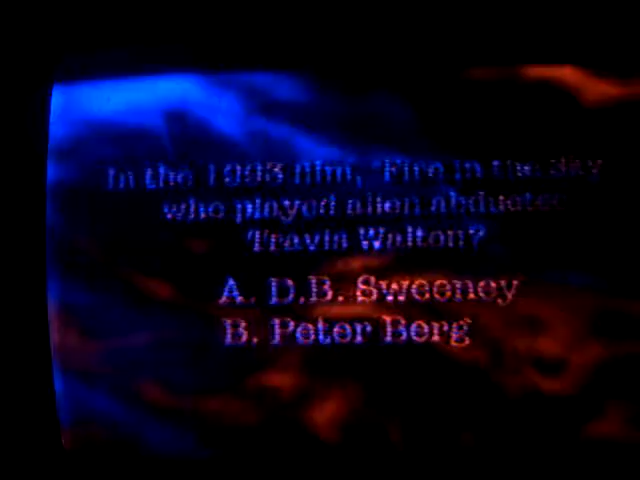 In the 1993 film, 'Fire in the Sky
who played alien abductee
Travis Walton?
A. D.B. Sweeney
B. Peter Berg